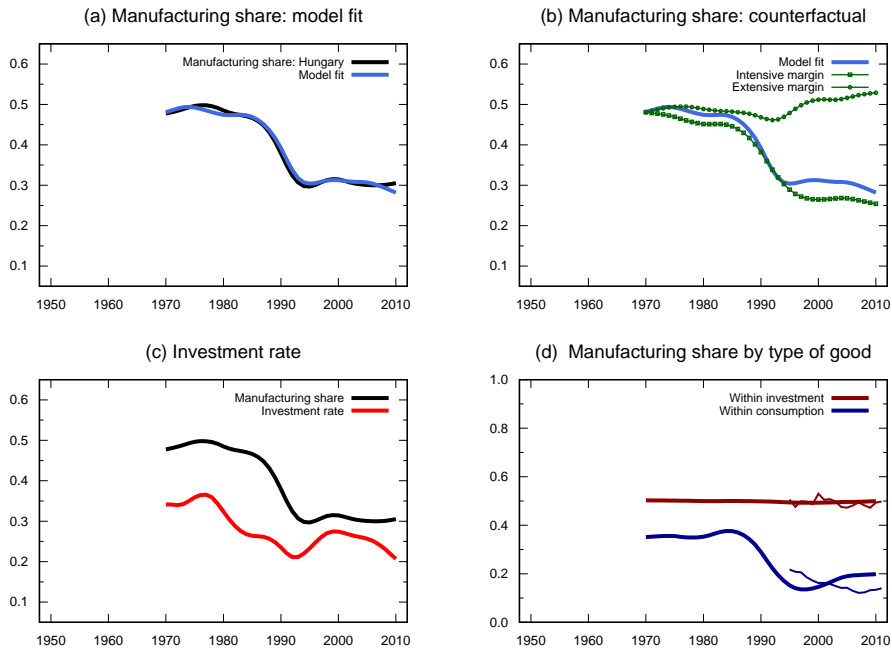 (a) Manufacturing share: model fit
0.6
0.5
0.4
0.3
0.2
0.1
Manufacturing share: Hungary
Model fit
1950 1960 1970 1980 1990 2000 2010
(b) Manufacturing share: counterfactual
0.6
0.5
0.4
0.3
0.2
0.1
Model fit
Intensive margin
Extensive margin
1950 1960 1970 1980 1990 2000 2010
(c) Investment rate
0.6
0.5
0.4
0.3
0.2
0.1
Manufacturing share
Investment rate
1950 1960 1970 1980 1990 2000 2010
(d) Manufacturing share by type of good
1.0
0.8
0.6
0.4
0.2
0.0
Within investment
Within consumption
1950 1960 1970 1980 1990 2000 2010